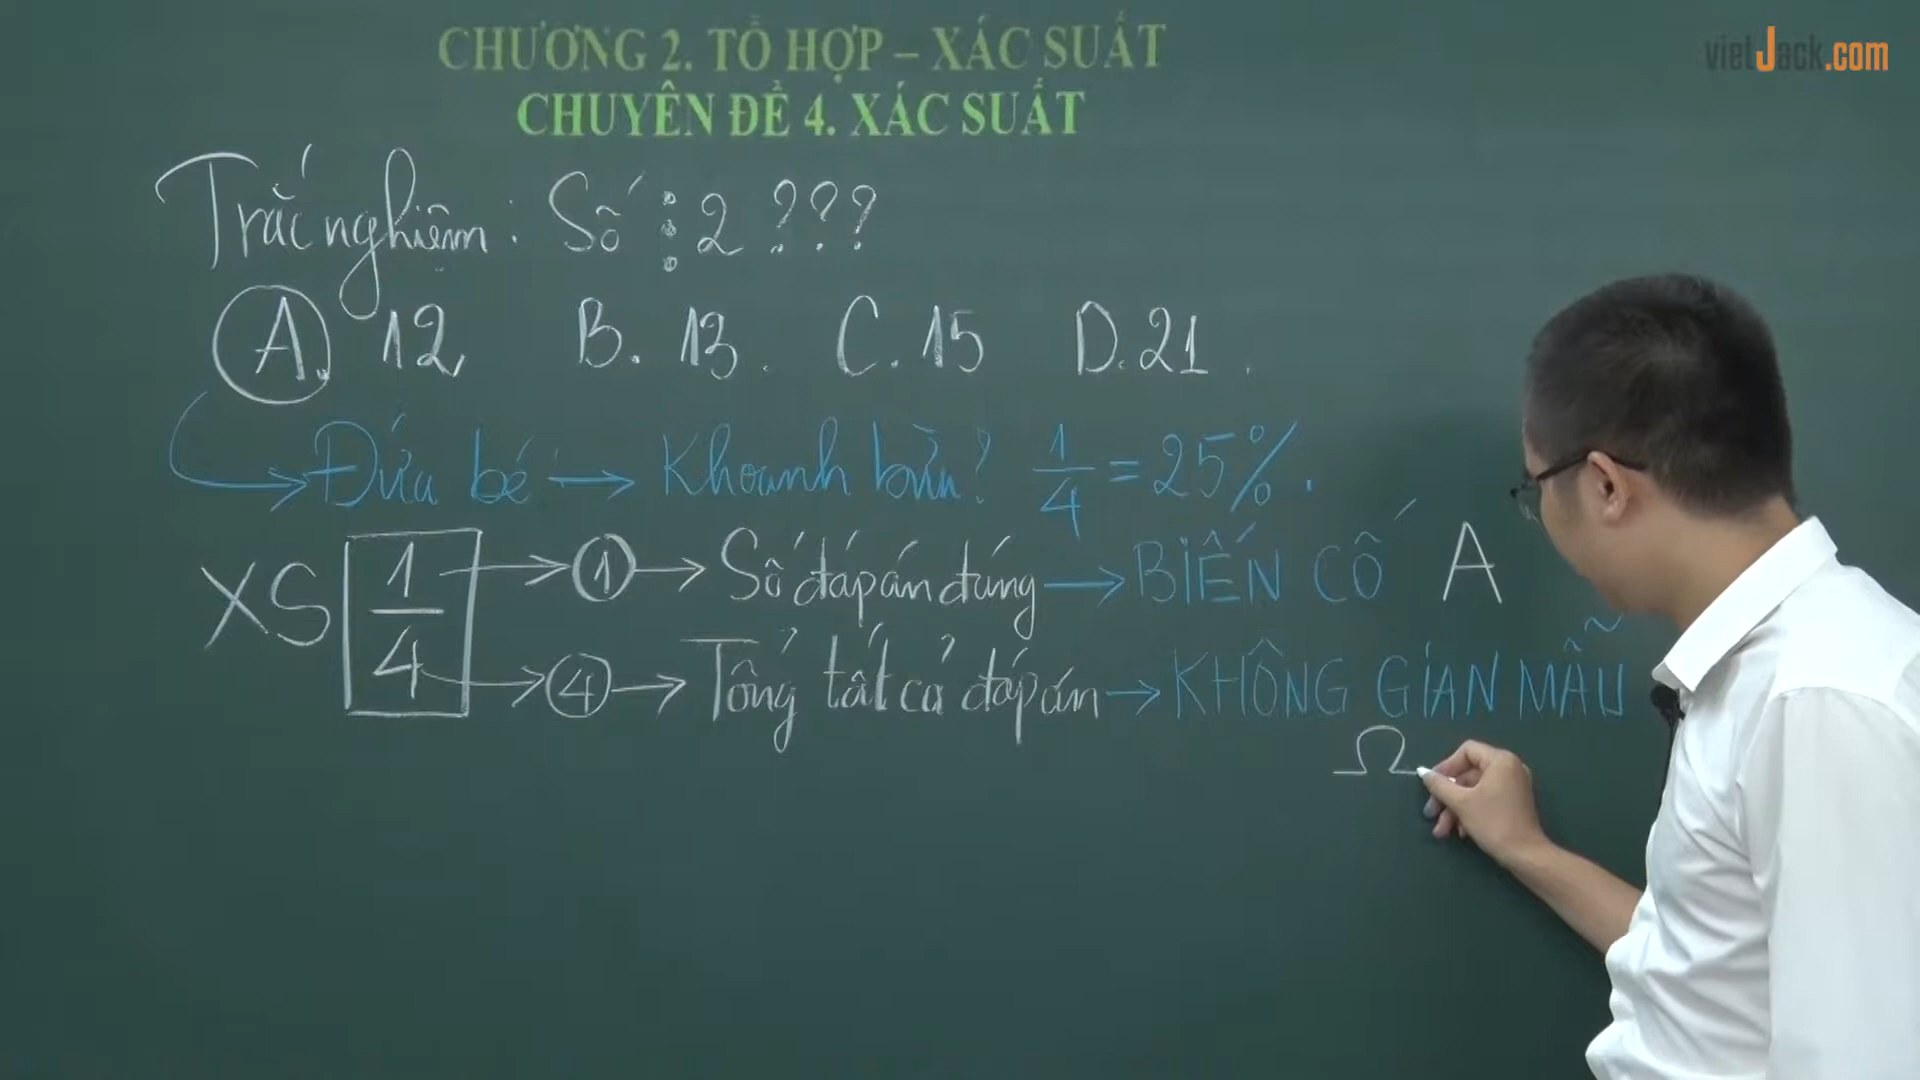 vietJack.com
CHƯƠNG 2. TỔ HỢP – XÁC SUẤT
CHUYÊN ĐỀ 4. XÁC SUẤT
Trắc nghiệm: Số ⋮ 2 ???
A. 12 B. 13. C. 15 D. 21.
→ Đứa bé → Khoanh bừa? 1/4 = 25%.
XS 1/4 → ① → Số đáp án đúng → BIẾN CỐ A
→ ④ → Tổng tất cả đáp án → KHÔNG GIAN MẪU
Ω